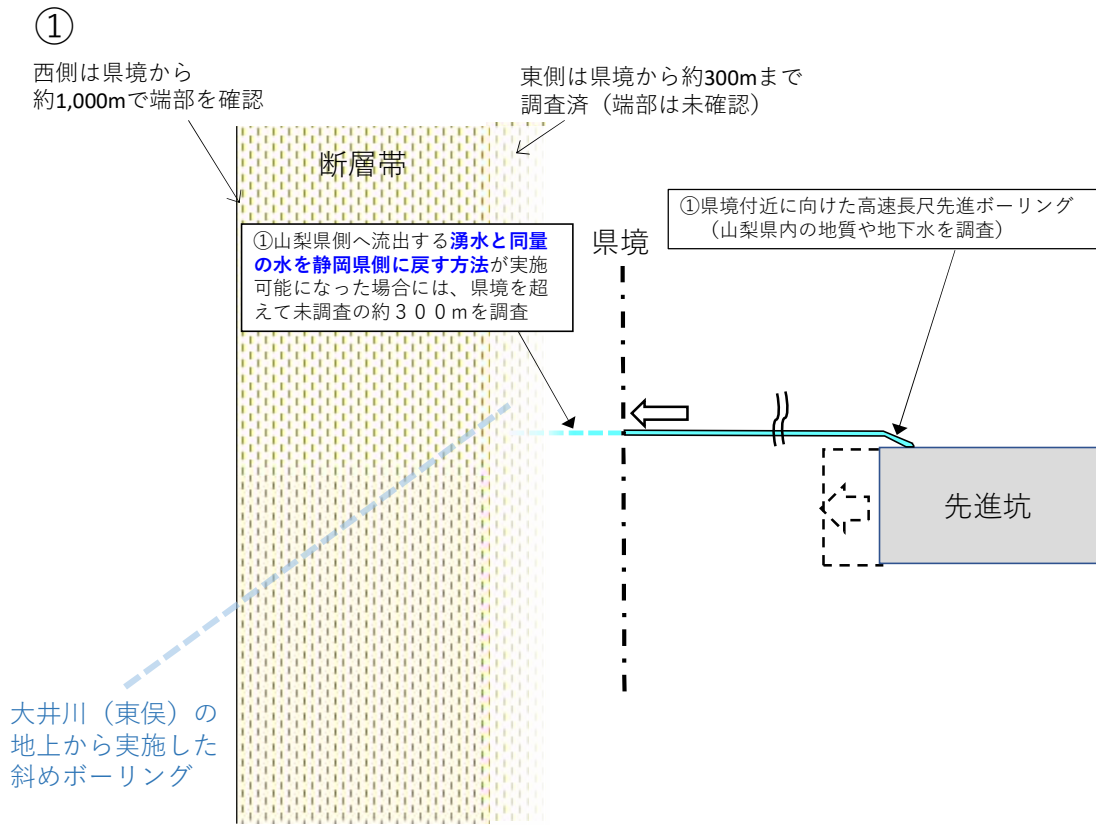 ①
西側は県境から
約1,000mで端部を確認
東側は県境から約300mまで
調査済（端部は未確認）
断層帯
①県境付近に向けた高速長尺先進ボーリング
（山梨県内の地質や地下水を調査）
①山梨県側へ流出する湧水と同量
の水を静岡県側に戻す方法が実施
可能になった場合には、県境を超
えて未調査の約３００ｍを調査
県境
先進坑
大井川（東俣）の
地上から実施した
斜めボーリング